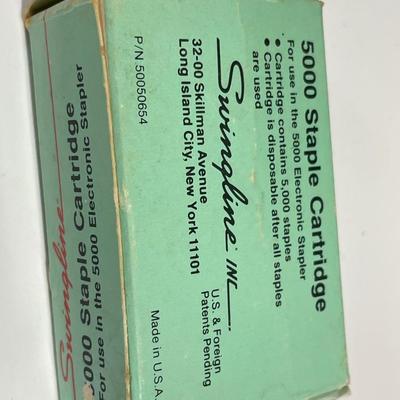 5000 Staple Cartridge
For use in the 5000 Electronic Stapler
• Cartridge contains 5,000 staples
• Cartridge is disposable after all staples
are used
Swingline INC.
32-00 Skillman Avenue
Long Island City, New York 11101
U.S. & Foreign
Patents Pending
P/N 50050654
Made in U.S.A.
Swingline
5000 Staple Cartridge
For use in the 5000 Electronic Stapler